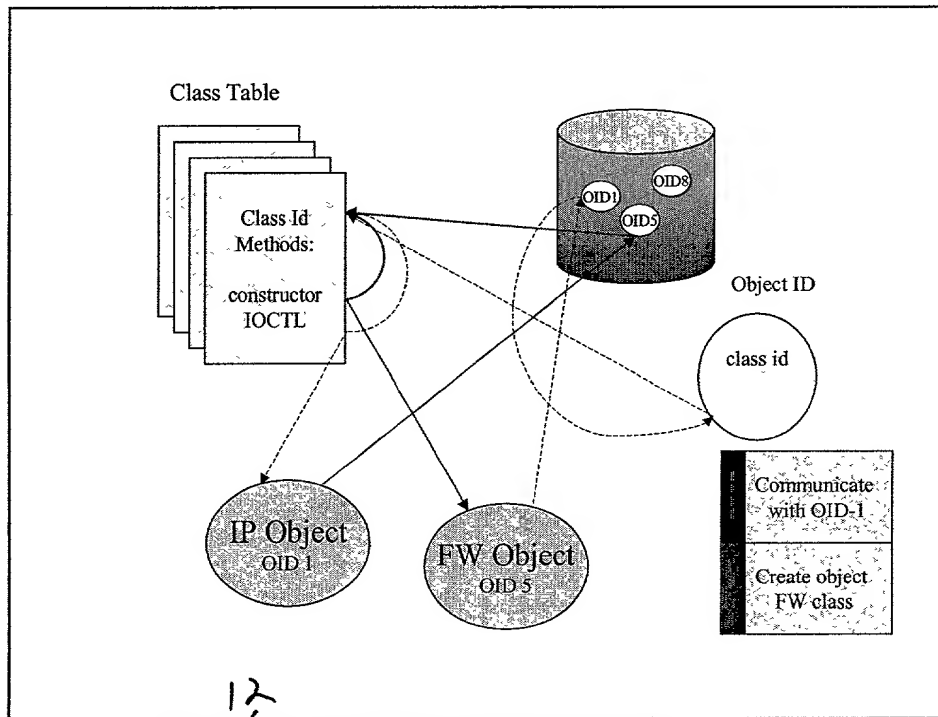 Class Table
Class Id
Methods:
constructor
IOCTL
OID1
OID8
OID5
Object ID
class id
IP Object
OID 1
FW Object
OID 5
Communicate
with OID-1
Create object
FW class
12